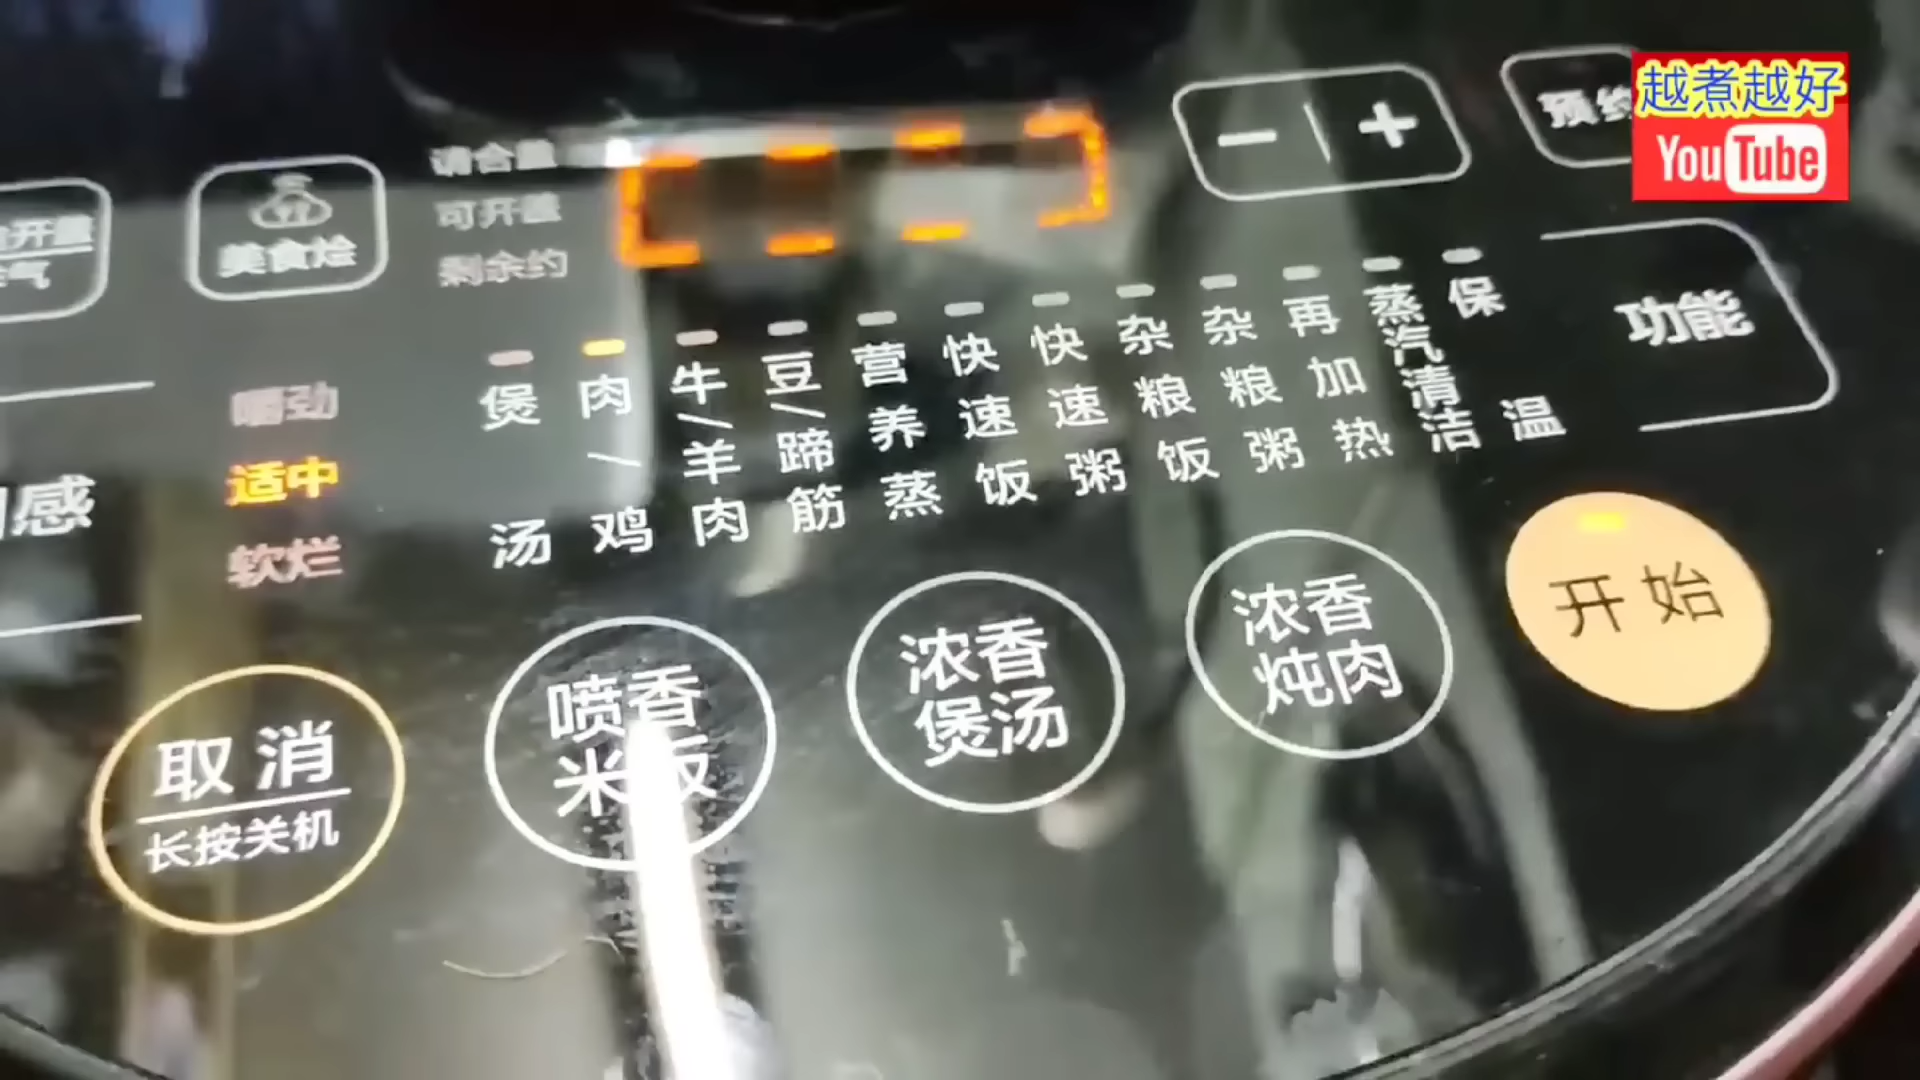 越煮越好
YouTube
预约
美食烩
请合盖
可开盖
剩余约
− | +
功能
嚼劲
适中
软烂
煲汤
肉/鸡
牛/羊肉
豆/蹄筋
营养蒸
快速饭
快速粥
杂粮饭
杂粮粥
再加热
蒸汽清洁
保温
感
开始
浓香
炖肉
浓香
煲汤
喷香
米饭
取消
长按关机